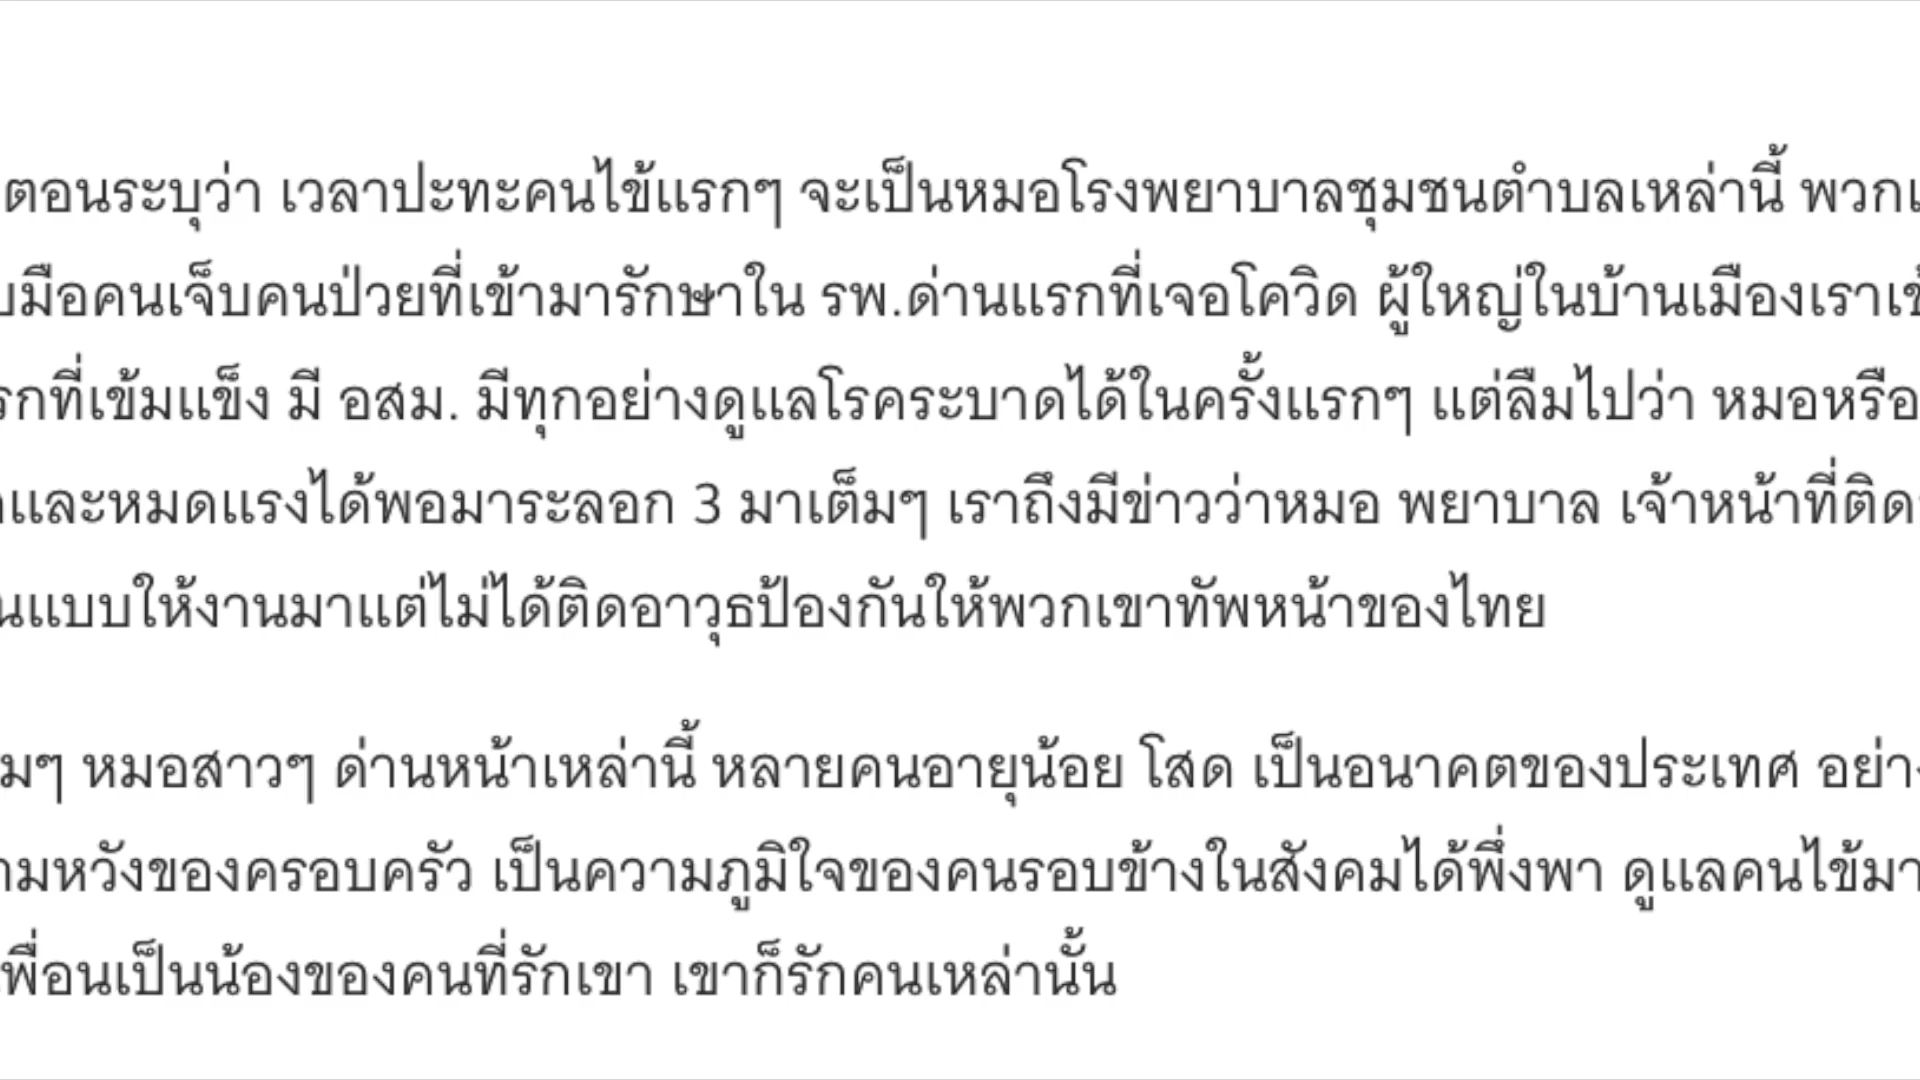 ตอนระบุว่า เวลาปะทะคนไข้แรกๆ จะเป็นหมอโรงพยาบาลชุมชนตำบลเหล่านี้
มือคนเจ็บคนป่วยที่เข้ามารักษาใน รพ.ด่านแรกที่เจอโควิด ผู้ใหญ่ในบ้านเมืองเรา
ที่เข้มแข็ง มี อสม. มีทุกอย่างดูแลโรคระบาดได้ในครั้งแรกๆ แต่ลืมไปว่า หมอหรือ
และหมดแรงได้พอมาระลอก 3 มาเต็มๆ เราถึงมีข่าวว่าหมอ พยาบาล เจ้าหน้าที่ติด
แบบให้งานมาแต่ไม่ได้ติดอาวุธป้องกันให้พวกเขาทัพหน้าของไทย
หมอสาวๆ ด่านหน้าเหล่านี้ หลายคนอายุน้อย โสด เป็นอนาคตของประเทศ
หวังของครอบครัว เป็นความภูมิใจของคนรอบข้างในสังคมได้พึ่งพา ดูแลคนไข้
เพื่อนเป็นน้องของคนที่รักเขา เขาก็รักคนเหล่านั้น